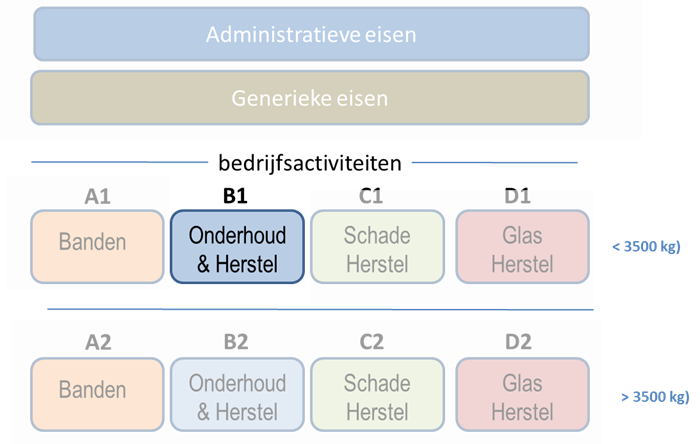 Administratieve eisen
Generieke eisen
bedrijfsactiviteiten
A1 B1 C1 D1
Banden
Onderhoud
& Herstel
Schade
Herstel
Glas
Herstel
< 3500 kg)
A2 B2 C2 D2
Banden
Onderhoud
& Herstel
Schade
Herstel
Glas
Herstel
> 3500 kg)